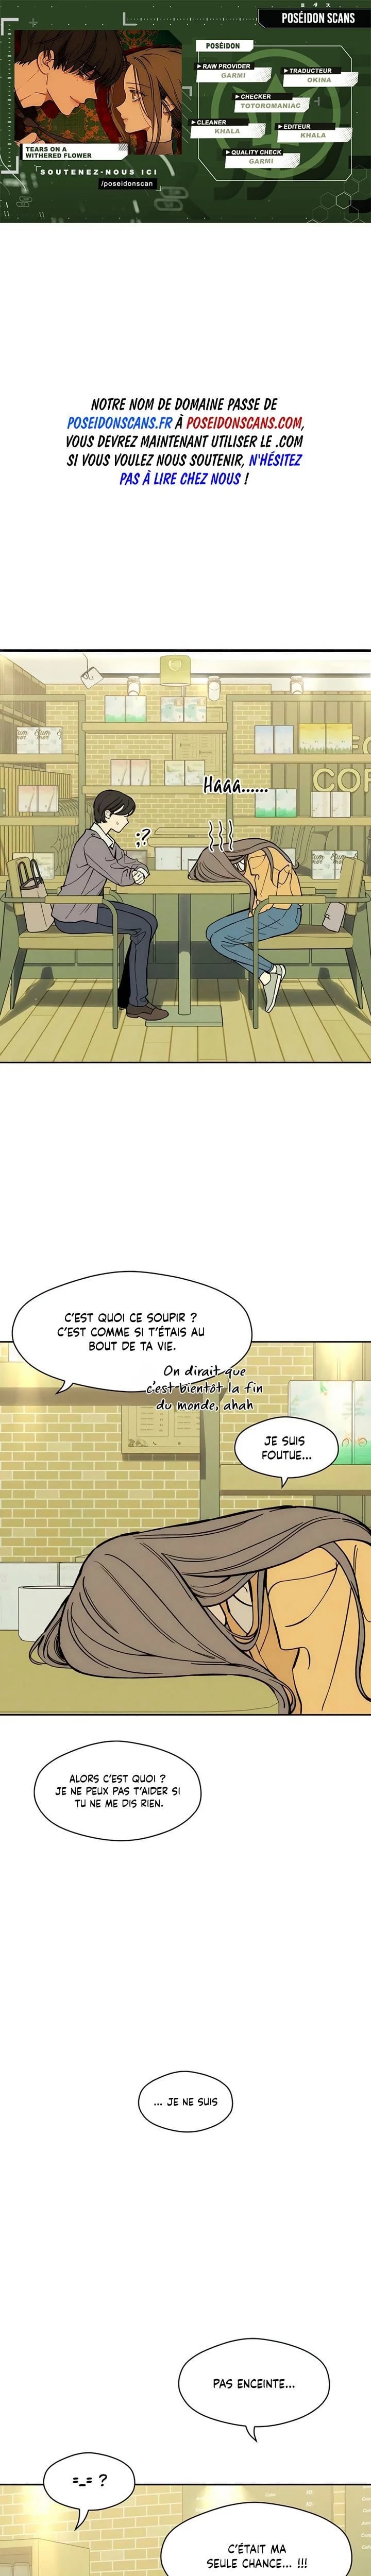 POSÉIDON SCANS
POSÉIDON
RAW PROVIDER
GARMI
TRADUCTEUR
OKINA
CHECKER
TOTOROMANIAC
CLEANER
KHALA
EDITEUR
KHALA
QUALITY CHECK
GARMI
TEARS ON A
WITHERED FLOWER
SOUTENEZ-NOUS ICI
/poseidonscan
NOTRE NOM DE DOMAINE PASSE DE
POSEIDONSCANS.FR À POSEIDONSCANS.COM,
VOUS DEVREZ MAINTENANT UTILISER LE .COM
SI VOUS VOULEZ NOUS SOUTENIR, N'HÉSITEZ
PAS À LIRE CHEZ NOUS !
Haaa......
;?
CO
C'EST QUOI CE SOUPIR ?
C'EST COMME SI T'ÉTAIS AU
BOUT DE TA VIE.
On dirait que
c'est bientôt la fin
du monde, ahah
JE SUIS
FOUTUE...
ALORS C'EST QUOI ?
JE NE PEUX PAS T'AIDER SI
TU NE ME DIS RIEN.
... JE NE SUIS
PAS ENCEINTE...
=_= ?
C'ÉTAIT MA
SEULE CHANCE... !!!